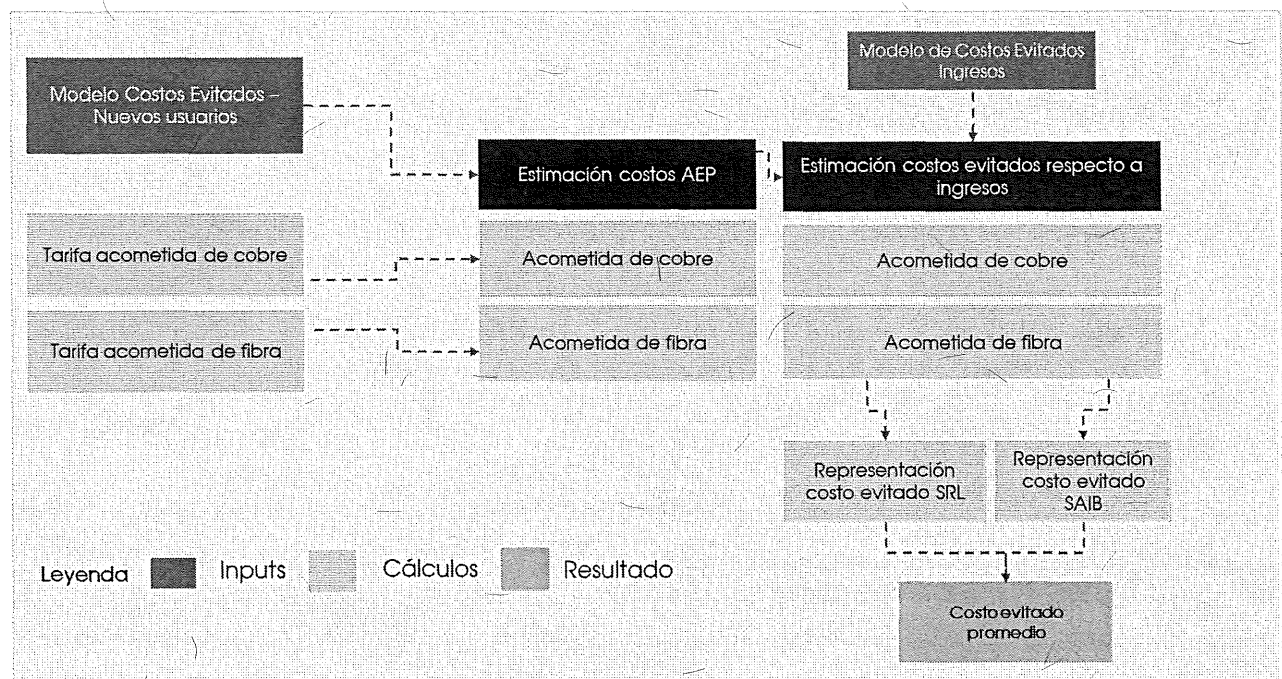 Modelo de Costos Evitados
Ingresos
Modelo Costos Evitados –
Nuevos usuarios
Estimación costos AEP
Estimación costos evitados respecto a
ingresos
Tarifa acometida de cobre
Acometida de cobre
Acometida de cobre
Tarifa acometida de fibra
Acometida de fibra
Acometida de fibra
Representación
costo evitado SRL
Representación
costo evitado
SAIB
Leyenda
Inputs
Cálculos
Resultado
Costo evitado
promedio